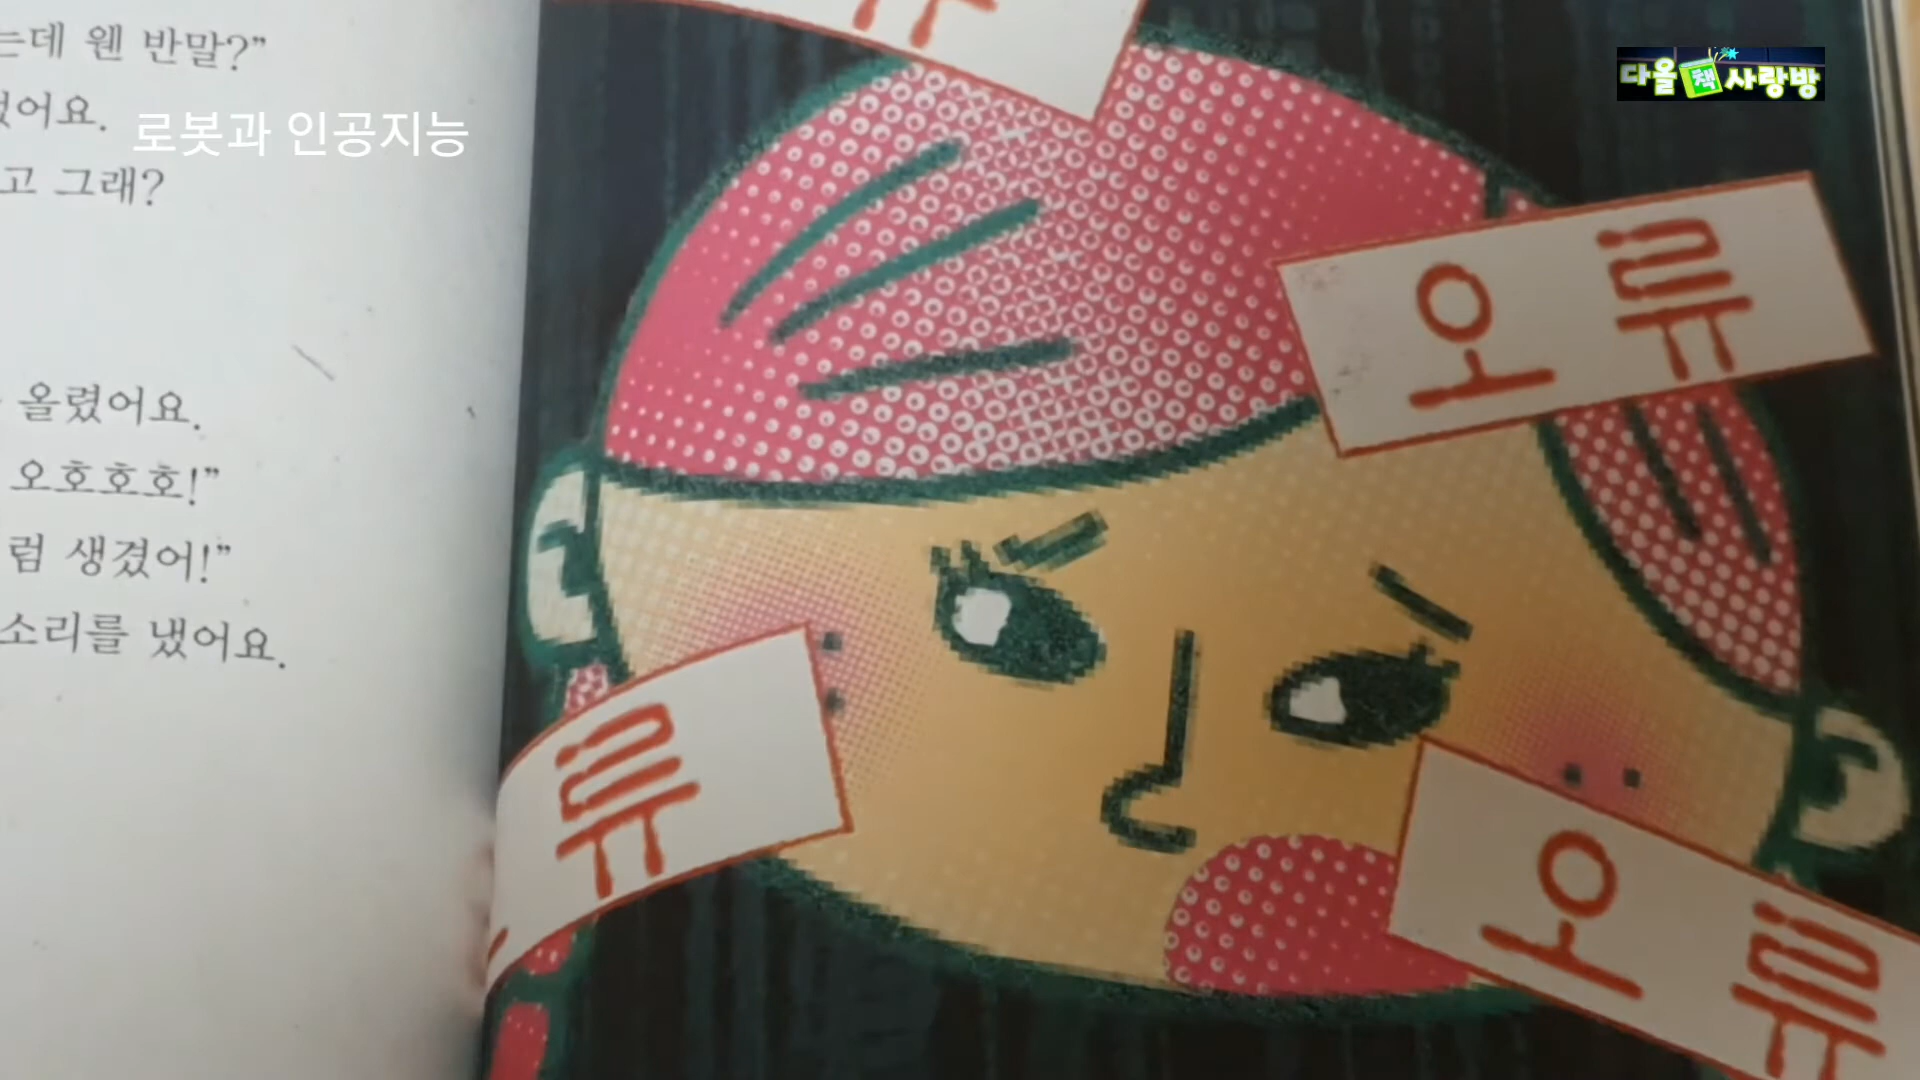 는데 웬 반말?”
했어요.
고 그래?
올렸어요.
오호호호!”
럼 생겼어!”
소리를 냈어요.
로봇과 인공지능
다올 책 사랑방
류
오류
류
오류